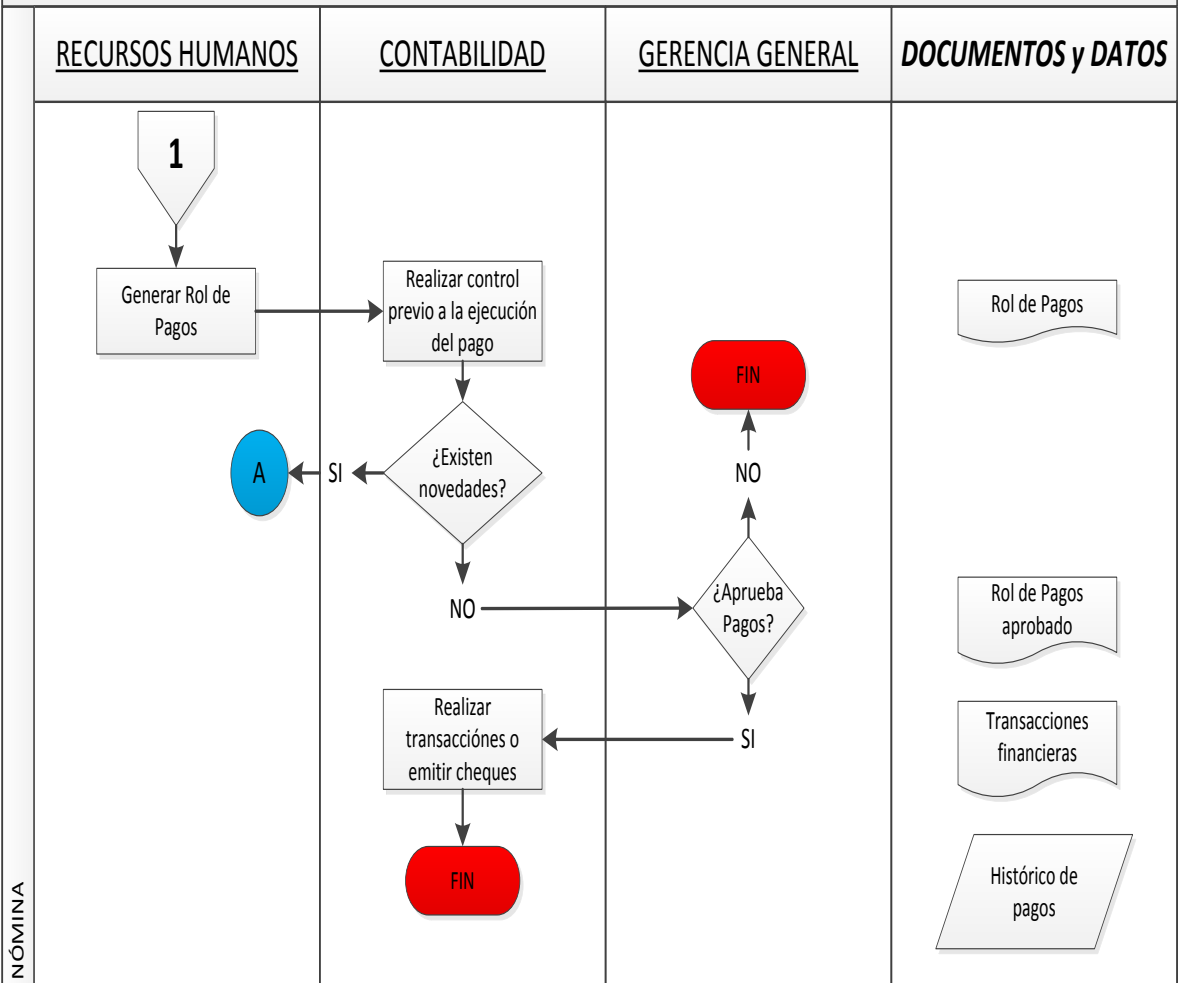 RECURSOS HUMANOS
CONTABILIDAD
GERENCIA GENERAL
DOCUMENTOS y DATOS
1
Generar Rol de
Pagos
Realizar control
previo a la ejecución
del pago
Rol de Pagos
FIN
¿Existen
novedades?
SI
A
NO
NO
¿Aprueba
Pagos?
Rol de Pagos
aprobado
SI
Realizar
transacciónes o
emitir cheques
Transacciones
financieras
FIN
Histórico de
pagos
NÓMINA